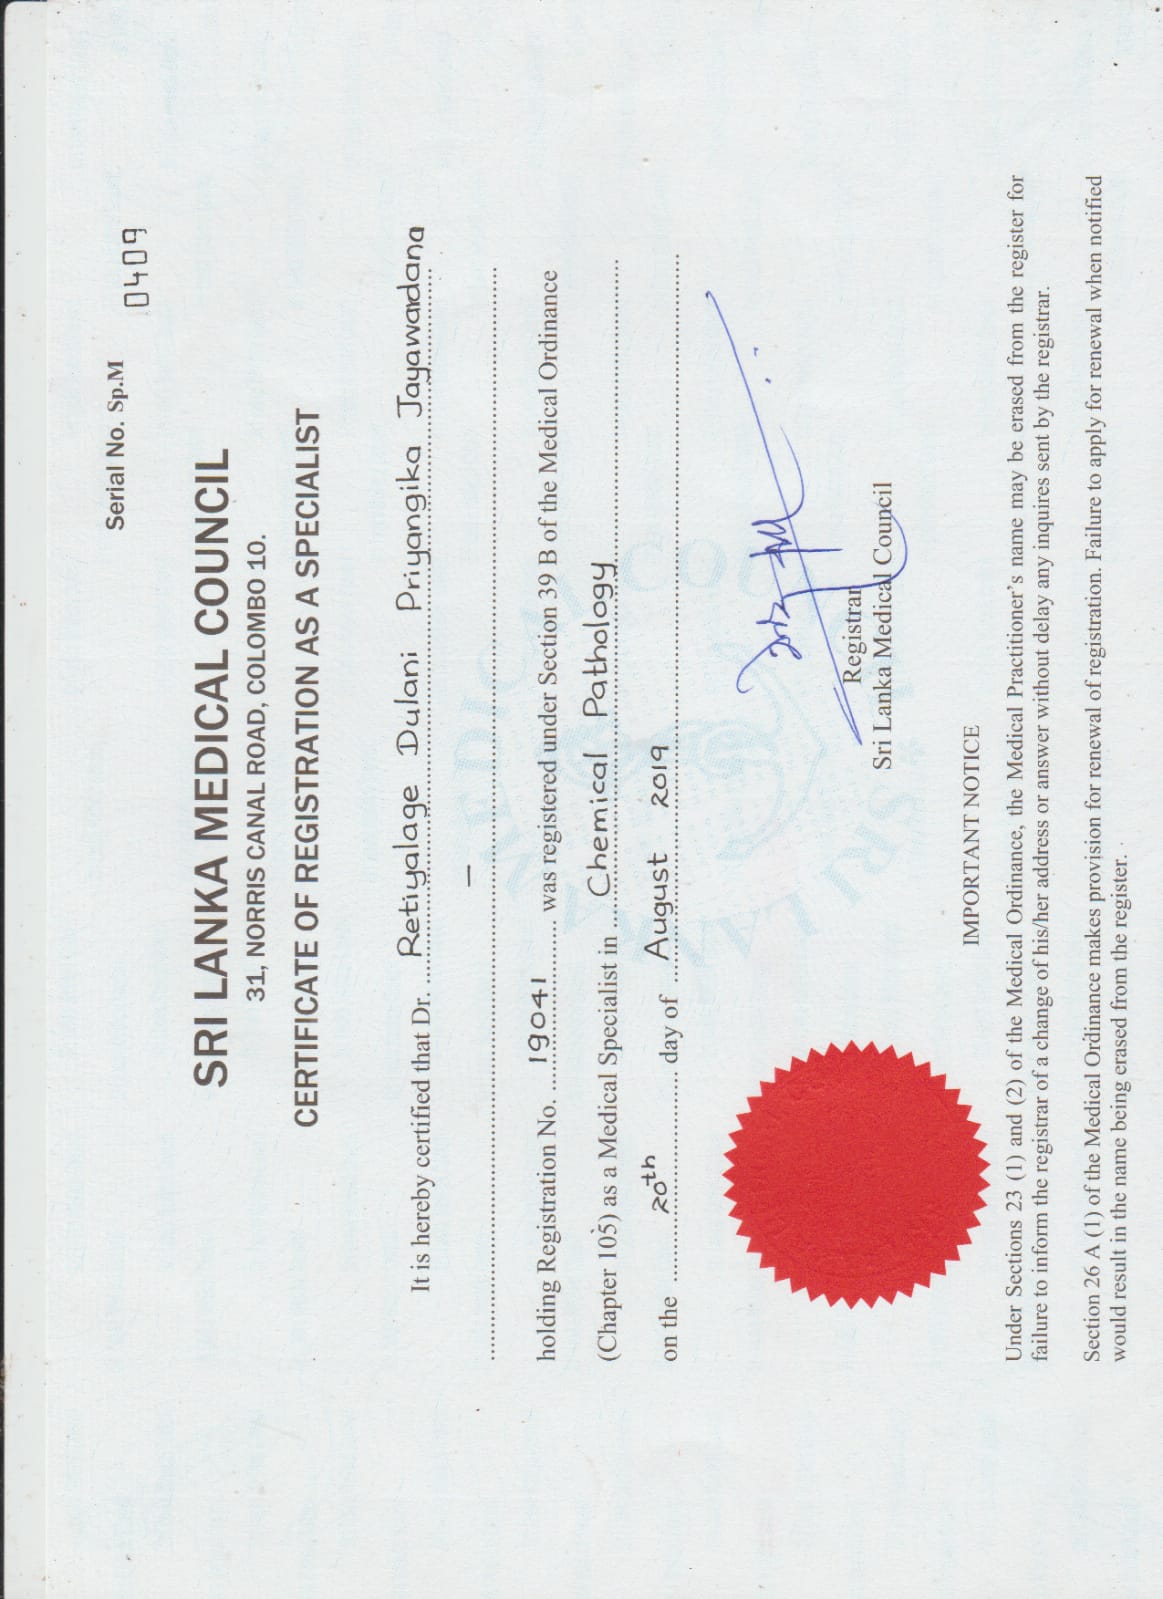 Serial No. Sp.M 0409
SRI LANKA MEDICAL COUNCIL
31, NORRIS CANAL ROAD, COLOMBO 10.
CERTIFICATE OF REGISTRATION AS A SPECIALIST
It is hereby certified that Dr. Retiyalage Dulani Priyangika Jayawardana
–
holding Registration No. 19041 was registered under Section 39 B of the Medical Ordinance
(Chapter 105) as a Medical Specialist in Chemical Pathology
on the 20th day of August 2019
Registrar
Sri Lanka Medical Council
IMPORTANT NOTICE
Under Sections 23 (1) and (2) of the Medical Ordinance, the Medical Practitioner's name may be erased from the register for
failure to inform the registrar of a change of his/her address or answer without delay any inquires sent by the registrar.
Section 26 A (1) of the Medical Ordinance makes provision for renewal of registration. Failure to apply for renewal when notified
would result in the name being erased from the register.
SRI LANKA MEDICAL COUNCIL